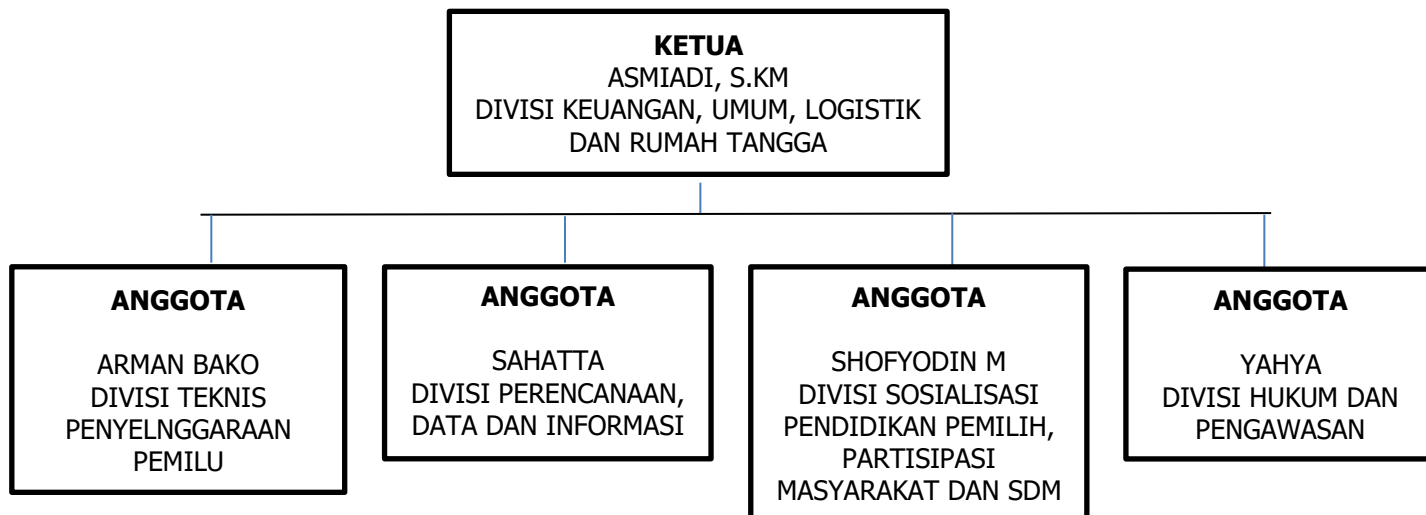 KETUA
ASMIADI, S.KM
DIVISI KEUANGAN, UMUM, LOGISTIK
DAN RUMAH TANGGA
ANGGOTA
ARMAN BAKO
DIVISI TEKNIS
PENYELNGGARAAN
PEMILU
ANGGOTA
SAHATTA
DIVISI PERENCANAAN,
DATA DAN INFORMASI
ANGGOTA
SHOFYODIN M
DIVISI SOSIALISASI
PENDIDIKAN PEMILIH,
PARTISIPASI
MASYARAKAT DAN SDM
ANGGOTA
YAHYA
DIVISI HUKUM DAN
PENGAWASAN